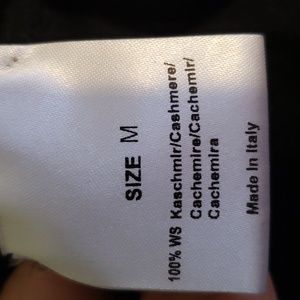 SIZE M
100% WS Kaschmir/Cashmere/
Cachemire/Cachemir/
Cachemira
Made in Italy